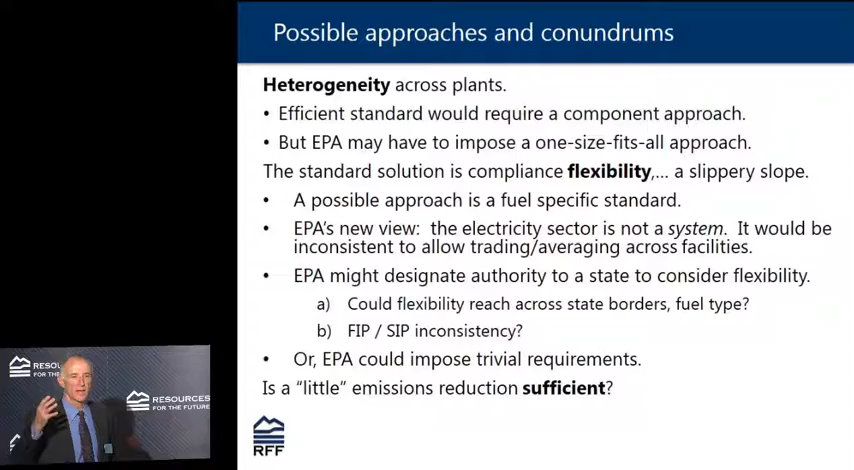 Possible approaches and conundrums
Heterogeneity across plants.
• Efficient standard would require a component approach.
• But EPA may have to impose a one-size-fits-all approach.
The standard solution is compliance flexibility,... a slippery slope.
• A possible approach is a fuel specific standard.
• EPA's new view: the electricity sector is not a system. It would be
inconsistent to allow trading/averaging across facilities.
• EPA might designate authority to a state to consider flexibility.
a) Could flexibility reach across state borders, fuel type?
b) FIP / SIP inconsistency?
• Or, EPA could impose trivial requirements.
Is a “little” emissions reduction sufficient?
RFF
RESO
FOR THE
RESOURCES
FOR THE FUTURE